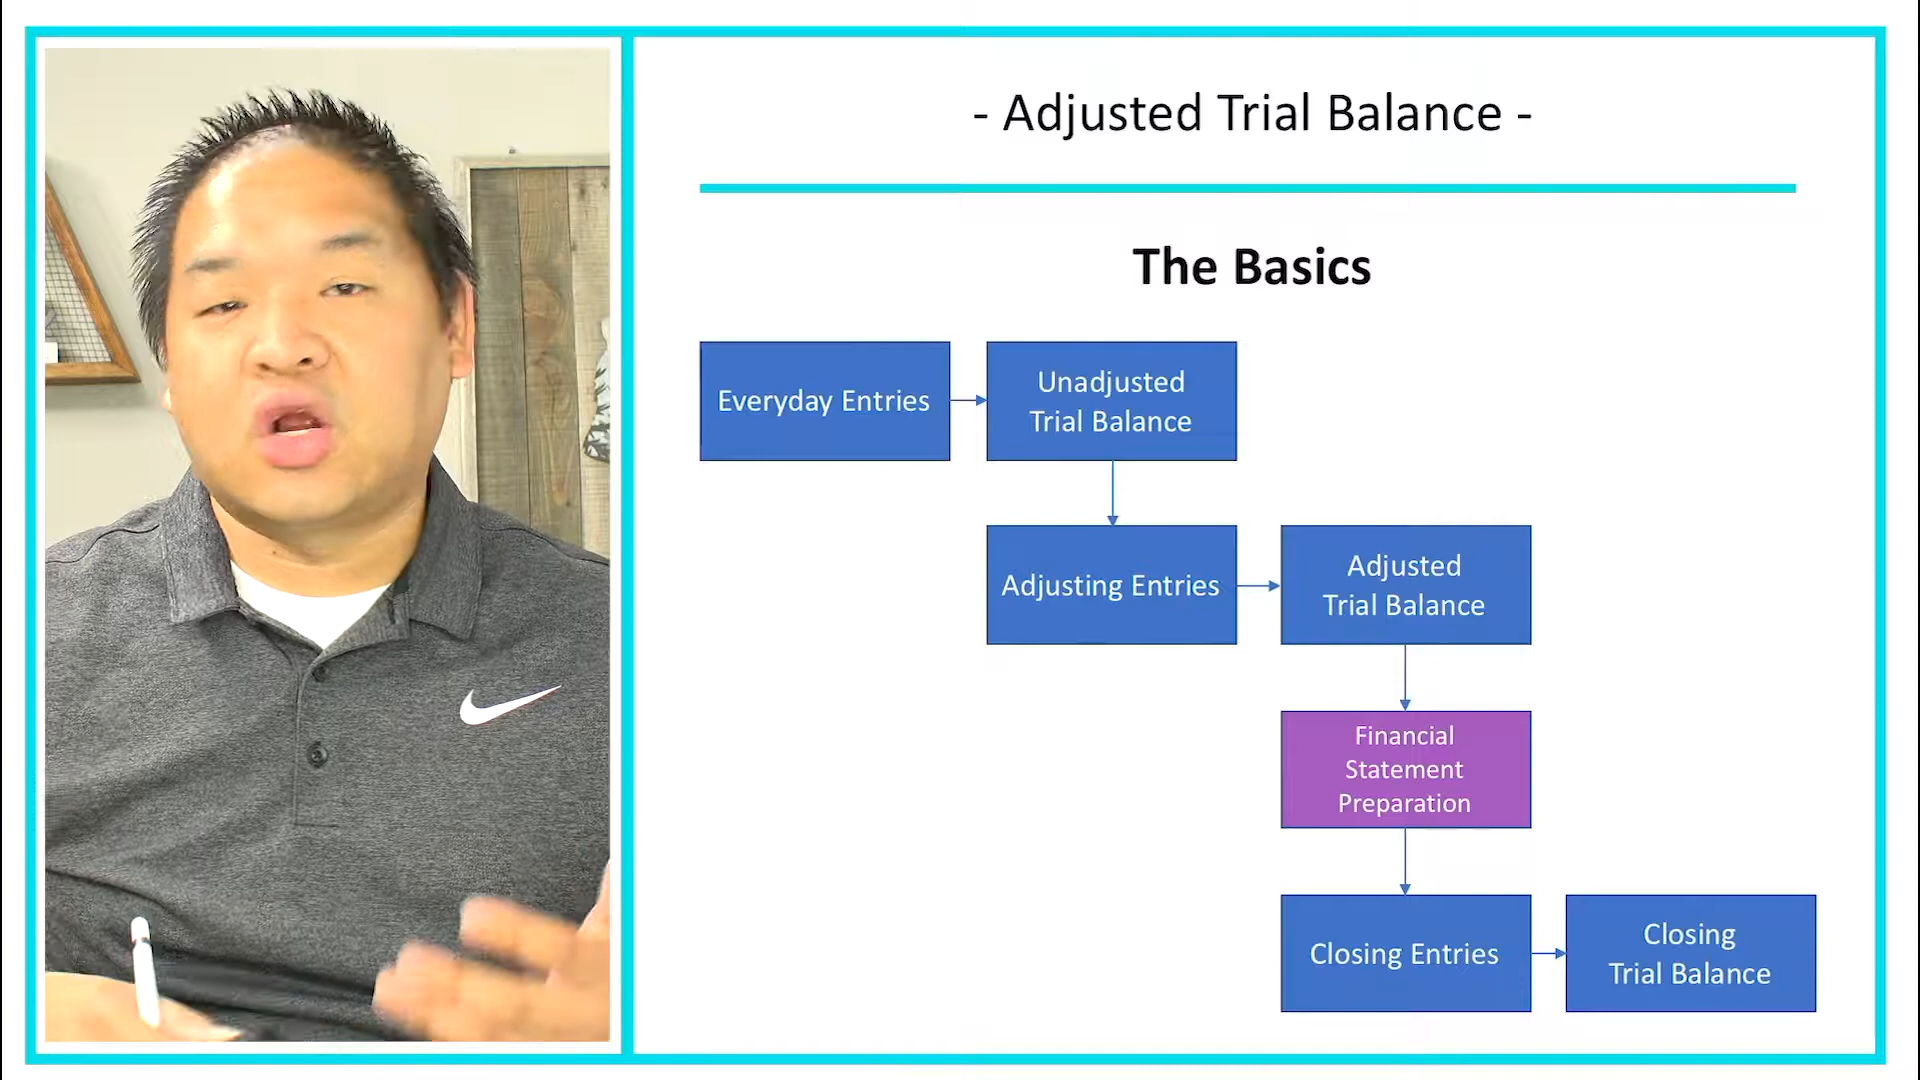 - Adjusted Trial Balance -
The Basics
Everyday Entries
Unadjusted
Trial Balance
Adjusting Entries
Adjusted
Trial Balance
Financial
Statement
Preparation
Closing Entries
Closing
Trial Balance